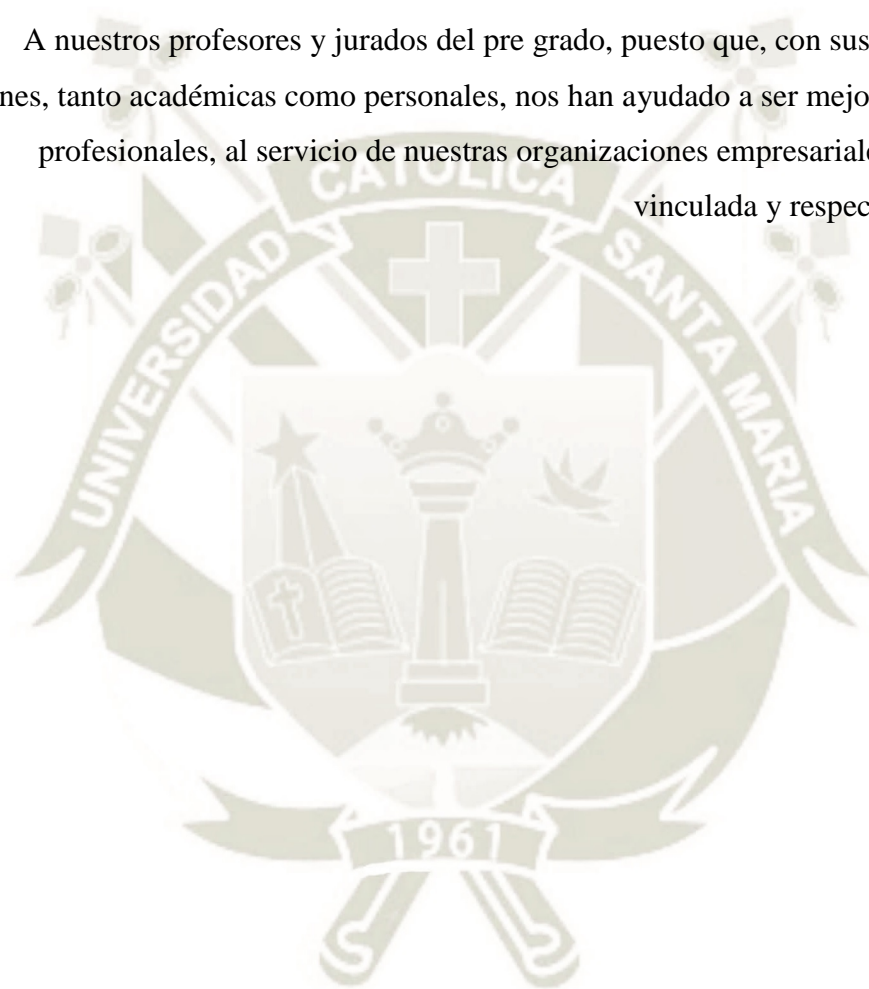 A nuestros profesores y jurados del pre grado, puesto que, con sus
nes, tanto académicas como personales, nos han ayudado a ser mejo
profesionales, al servicio de nuestras organizaciones empresariale
vinculada y respec
CATOLICA
UNIVERSIDAD
SANTA MARIA
1961